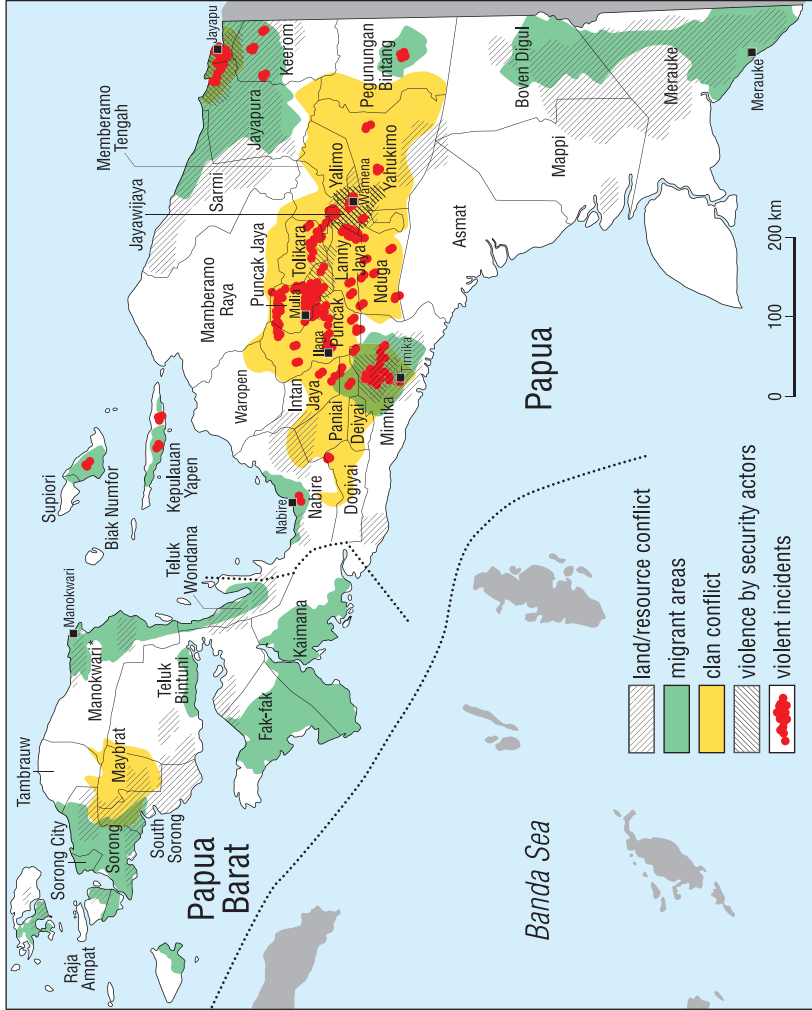 Raja
Ampat
Sorong City
Tambrauw
Manokwari
Supiori
Biak Numfor
Kepulauan
Yapen
Jayawijaya
Memberamo
Tengah
Jayapu
Sorong
South
Sorong
Maybrat
Manokwari*
Teluk
Bintuni
Teluk
Wondama
Waropen
Mamberamo
Raya
Sarmi
Jayapura
Keerom
Papua
Barat
Fak-fak
Kaimana
Nabire
Nabire
Dogiyai
Intan
Jaya
Paniai
Deiyai
Mimika
Timika
Ilaga
Puncak
Puncak Jaya
Mulia
Tolikara
Lanny
Jaya
Nduga
Yalimo
Wamena
Yahukimo
Pegunungan
Bintang
Asmat
Mappi
Boven Digul
Merauke
Merauke
Banda Sea
Papua
land/resource conflict
migrant areas
clan conflict
violence by security actors
violent incidents
0
100
200 km